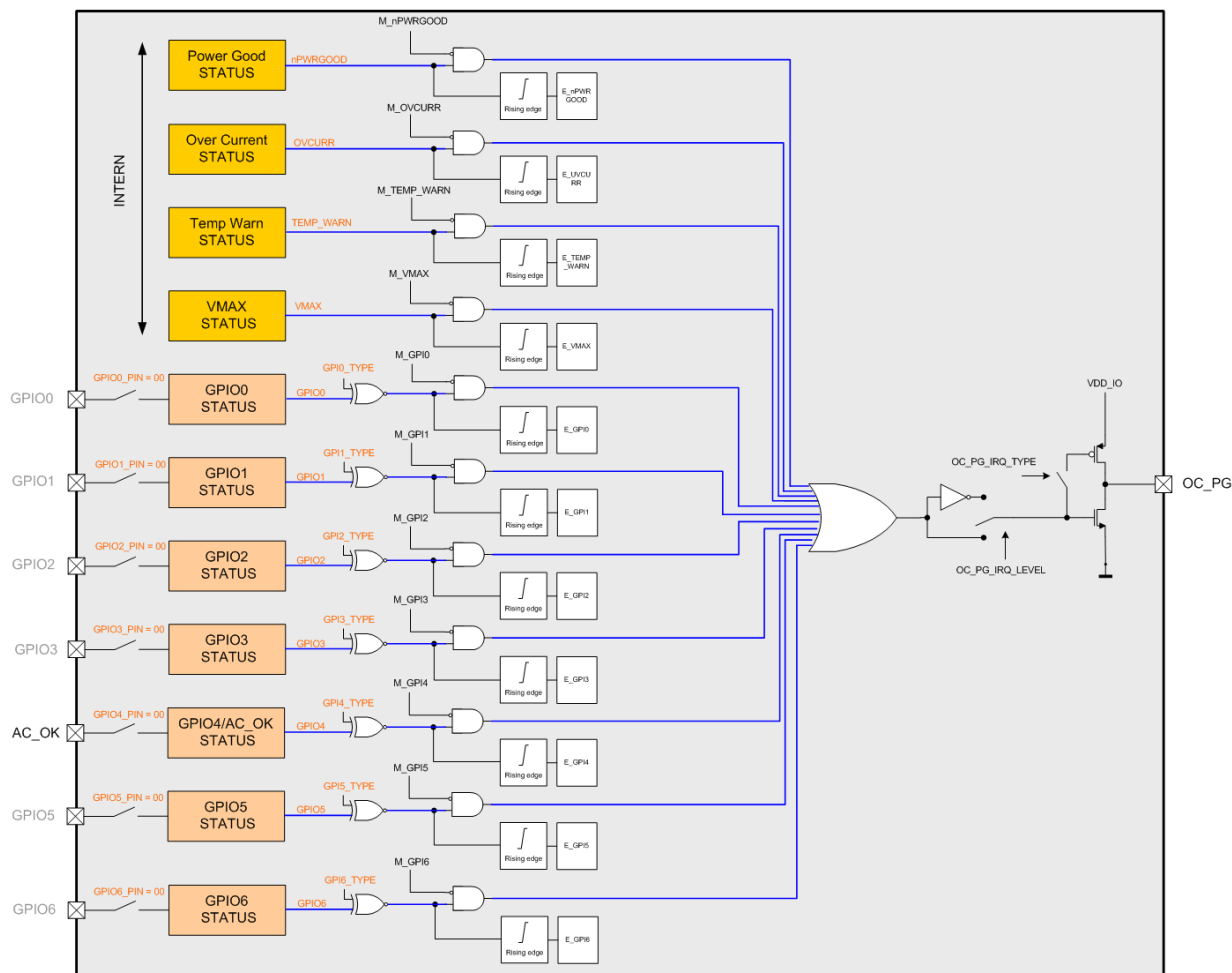 M_nPWRGOOD
Power Good
STATUS
nPWRGOOD
Rising edge
E_nPWR
GOOD
M_OVCURR
Over Current
STATUS
OVCURR
Rising edge
E_UVCU
RR
INTERN
M_TEMP_WARN
Temp Warn
STATUS
TEMP_WARN
Rising edge
E_TEMP
_WARN
M_VMAX
VMAX
STATUS
VMAX
Rising edge
E_VMAX
M_GPI0
GPI0_TYPE
GPIO0
GPIO0_PIN = 00
GPIO0
STATUS
GPIO0
Rising edge
E_GPI0
M_GPI1
GPI1_TYPE
GPIO1
GPIO1_PIN = 00
GPIO1
STATUS
GPIO1
Rising edge
E_GPI1
M_GPI2
GPI2_TYPE
GPIO2
GPIO2_PIN = 00
GPIO2
STATUS
GPIO2
Rising edge
E_GPI2
M_GPI3
GPI3_TYPE
GPIO3
GPIO3_PIN = 00
GPIO3
STATUS
GPIO3
Rising edge
E_GPI3
M_GPI4
GPI4_TYPE
AC_OK
GPIO4_PIN = 00
GPIO4/AC_OK
STATUS
GPIO4
Rising edge
E_GPI4
M_GPI5
GPI5_TYPE
GPIO5
GPIO5_PIN = 00
GPIO5
STATUS
GPIO5
Rising edge
E_GPI5
M_GPI6
GPI6_TYPE
GPIO6
GPIO6_PIN = 00
GPIO6
STATUS
GPIO6
Rising edge
E_GPI6
VDD_IO
OC_PG_IRQ_TYPE
OC_PG
OC_PG_IRQ_LEVEL